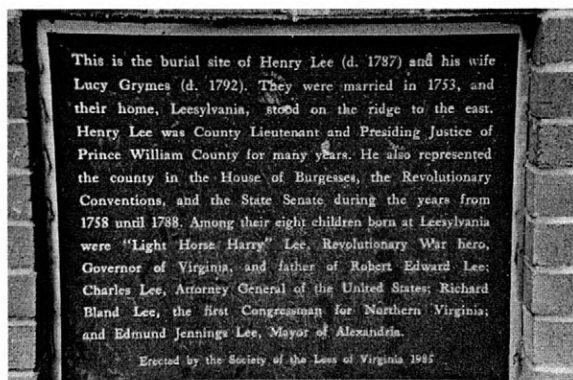 This is the burial site of Henry Lee (d. 1787) and his wife
Lucy Grymes (d. 1792). They were married in 1753, and
their home, Leesylvania, stood on the ridge to the east.
Henry Lee was County Lieutenant and Presiding Justice of
Prince William County for many years. He also represented
the county in the House of Burgesses, the Revolutionary
Conventions, and the State Senate during the years from
1758 until 1788. Among their eight children born at Leesylvania
were "Light Horse Harry" Lee, Revolutionary War hero,
Governor of Virginia, and father of Robert Edward Lee;
Charles Lee, Attorney General of the United States; Richard
Bland Lee, the first Congressman for Northern Virginia;
and Edmund Jennings Lee, Mayor of Alexandria.
Erected by the Society of the Lees of Virginia 1985